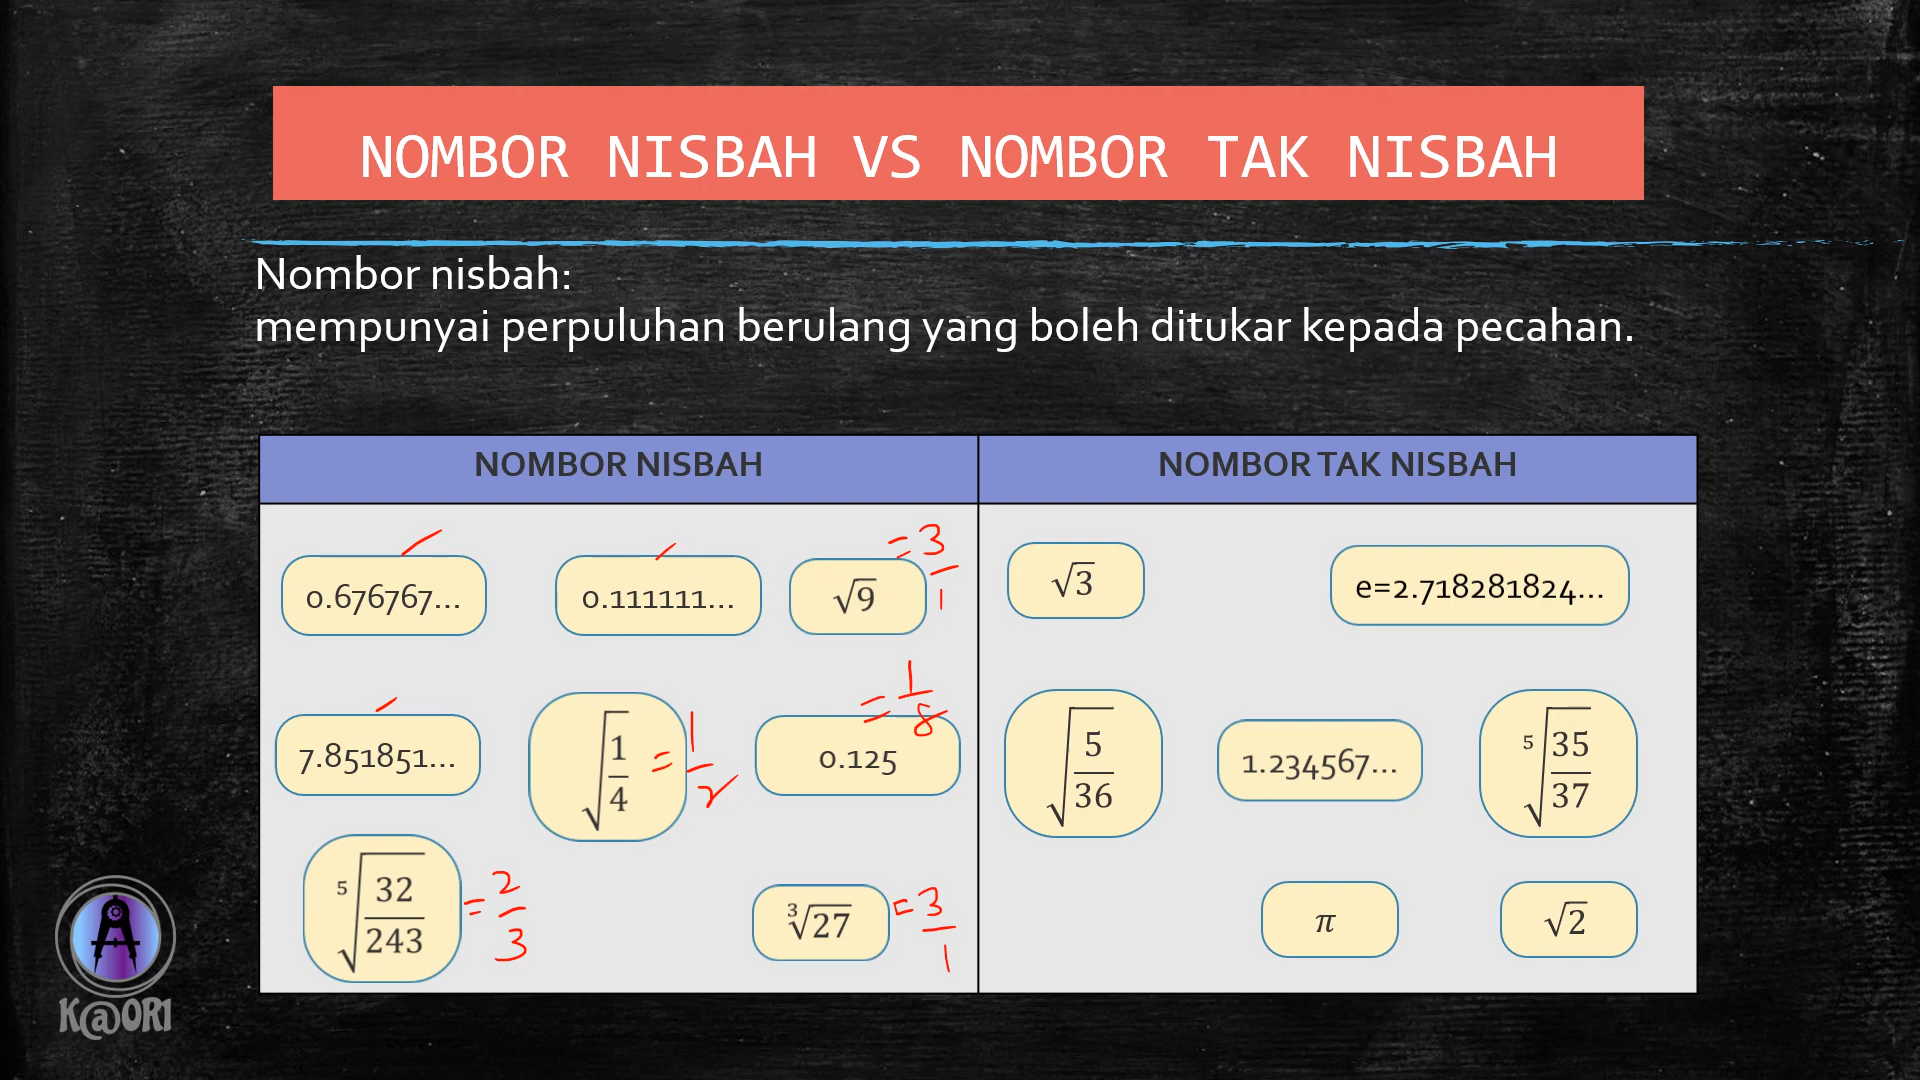 NOMBOR NISBAH VS NOMBOR TAK NISBAH
Nombor nisbah:
mempunyai perpuluhan berulang yang boleh ditukar kepada pecahan.
NOMBOR NISBAH
NOMBOR TAK NISBAH
0.676767...
0.111111...
√9 = 3/1
√3
e=2.718281824...
7.851851...
√(1/4) = 1/2
0.125 = 1/8
√(5/36)
1.234567...
⁵√(35/37)
⁵√(32/243) = 2/3
³√27 = 3/1
π
√2
K@ORI